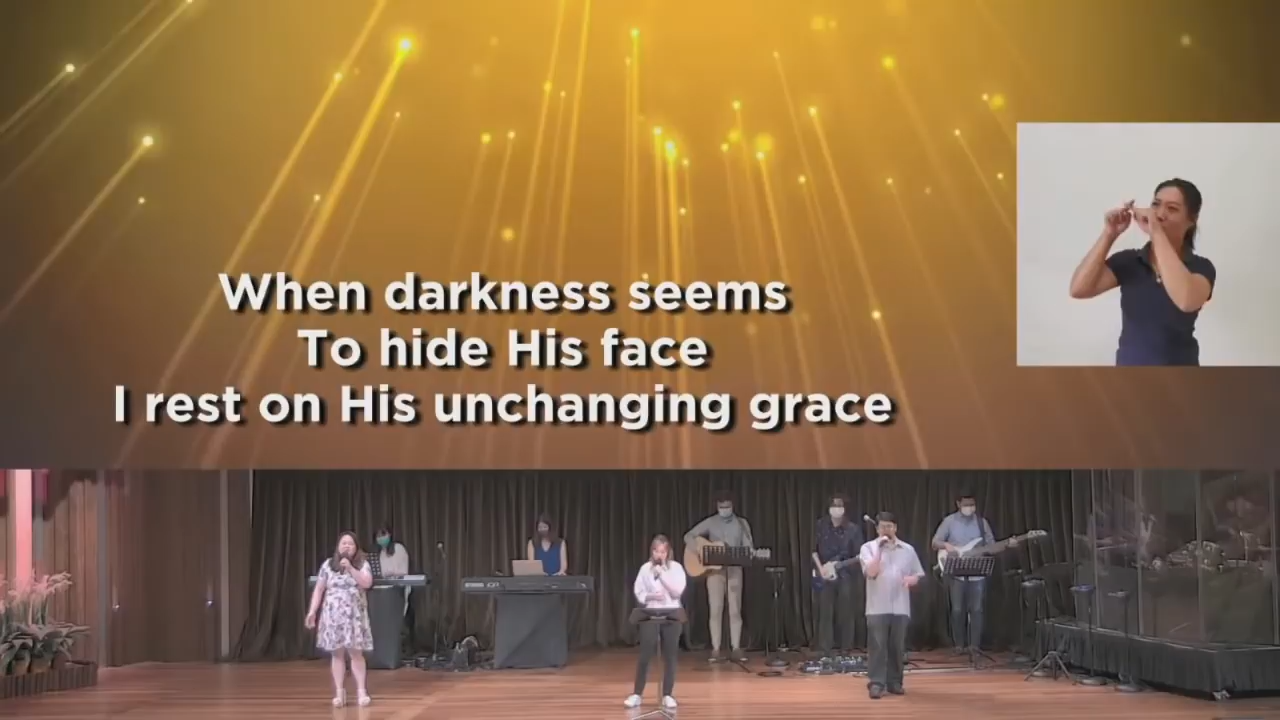 When darkness seems
To hide His face
I rest on His unchanging grace